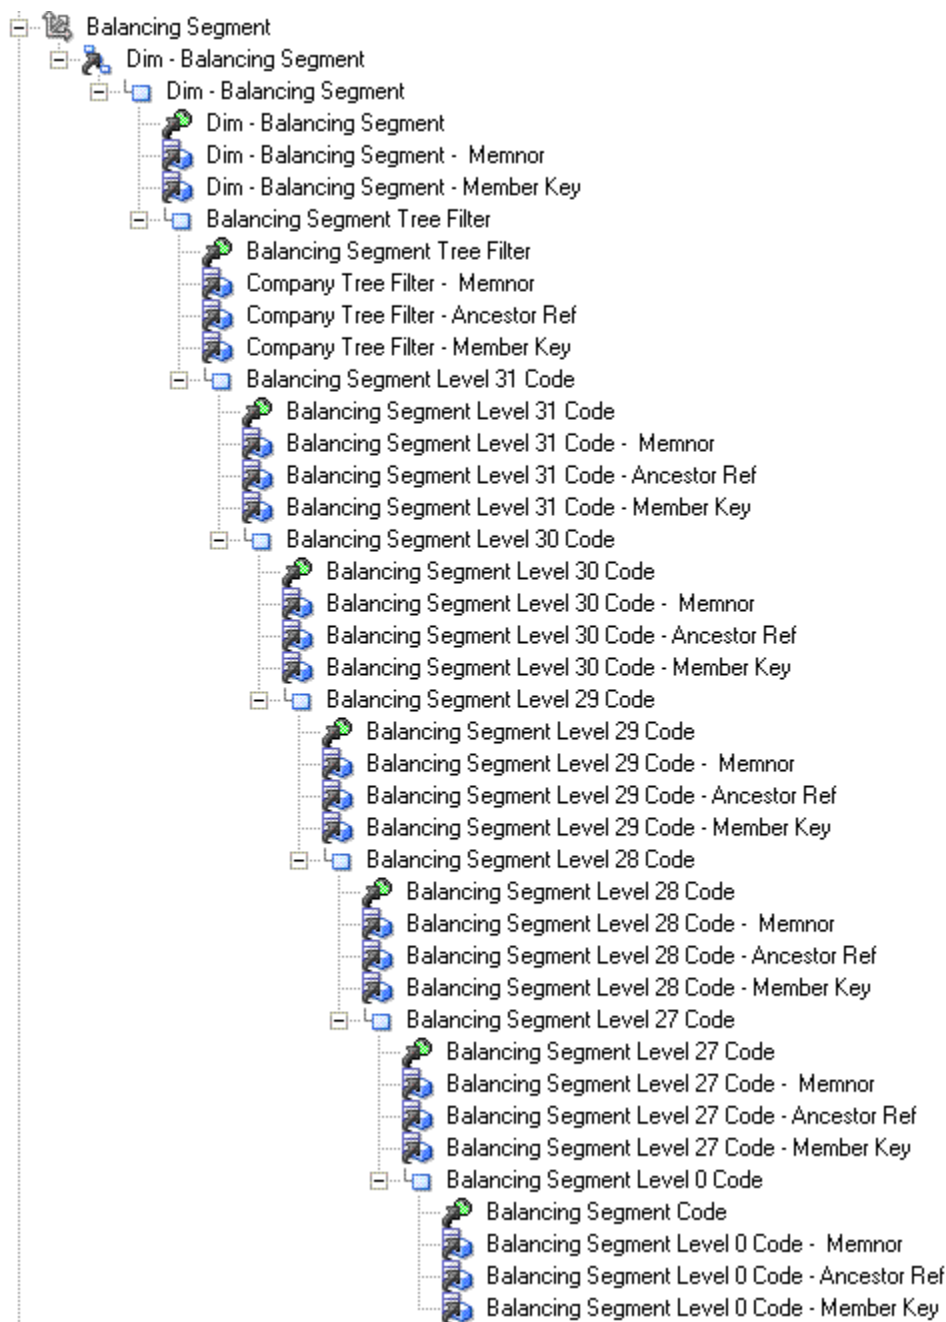 Balancing Segment
Dim - Balancing Segment
Dim - Balancing Segment
Dim - Balancing Segment
Dim - Balancing Segment -  Memnor
Dim - Balancing Segment - Member Key
Balancing Segment Tree Filter
Balancing Segment Tree Filter
Company Tree Filter -  Memnor
Company Tree Filter - Ancestor Ref
Company Tree Filter - Member Key
Balancing Segment Level 31 Code
Balancing Segment Level 31 Code
Balancing Segment Level 31 Code -  Memnor
Balancing Segment Level 31 Code - Ancestor Ref
Balancing Segment Level 31 Code - Member Key
Balancing Segment Level 30 Code
Balancing Segment Level 30 Code
Balancing Segment Level 30 Code -  Memnor
Balancing Segment Level 30 Code - Ancestor Ref
Balancing Segment Level 30 Code - Member Key
Balancing Segment Level 29 Code
Balancing Segment Level 29 Code
Balancing Segment Level 29 Code -  Memnor
Balancing Segment Level 29 Code - Ancestor Ref
Balancing Segment Level 29 Code - Member Key
Balancing Segment Level 28 Code
Balancing Segment Level 28 Code
Balancing Segment Level 28 Code -  Memnor
Balancing Segment Level 28 Code - Ancestor Ref
Balancing Segment Level 28 Code - Member Key
Balancing Segment Level 27 Code
Balancing Segment Level 27 Code
Balancing Segment Level 27 Code -  Memnor
Balancing Segment Level 27 Code - Ancestor Ref
Balancing Segment Level 27 Code - Member Key
Balancing Segment Level 0 Code
Balancing Segment Code
Balancing Segment Level 0 Code -  Memnor
Balancing Segment Level 0 Code - Ancestor Ref
Balancing Segment Level 0 Code - Member Key